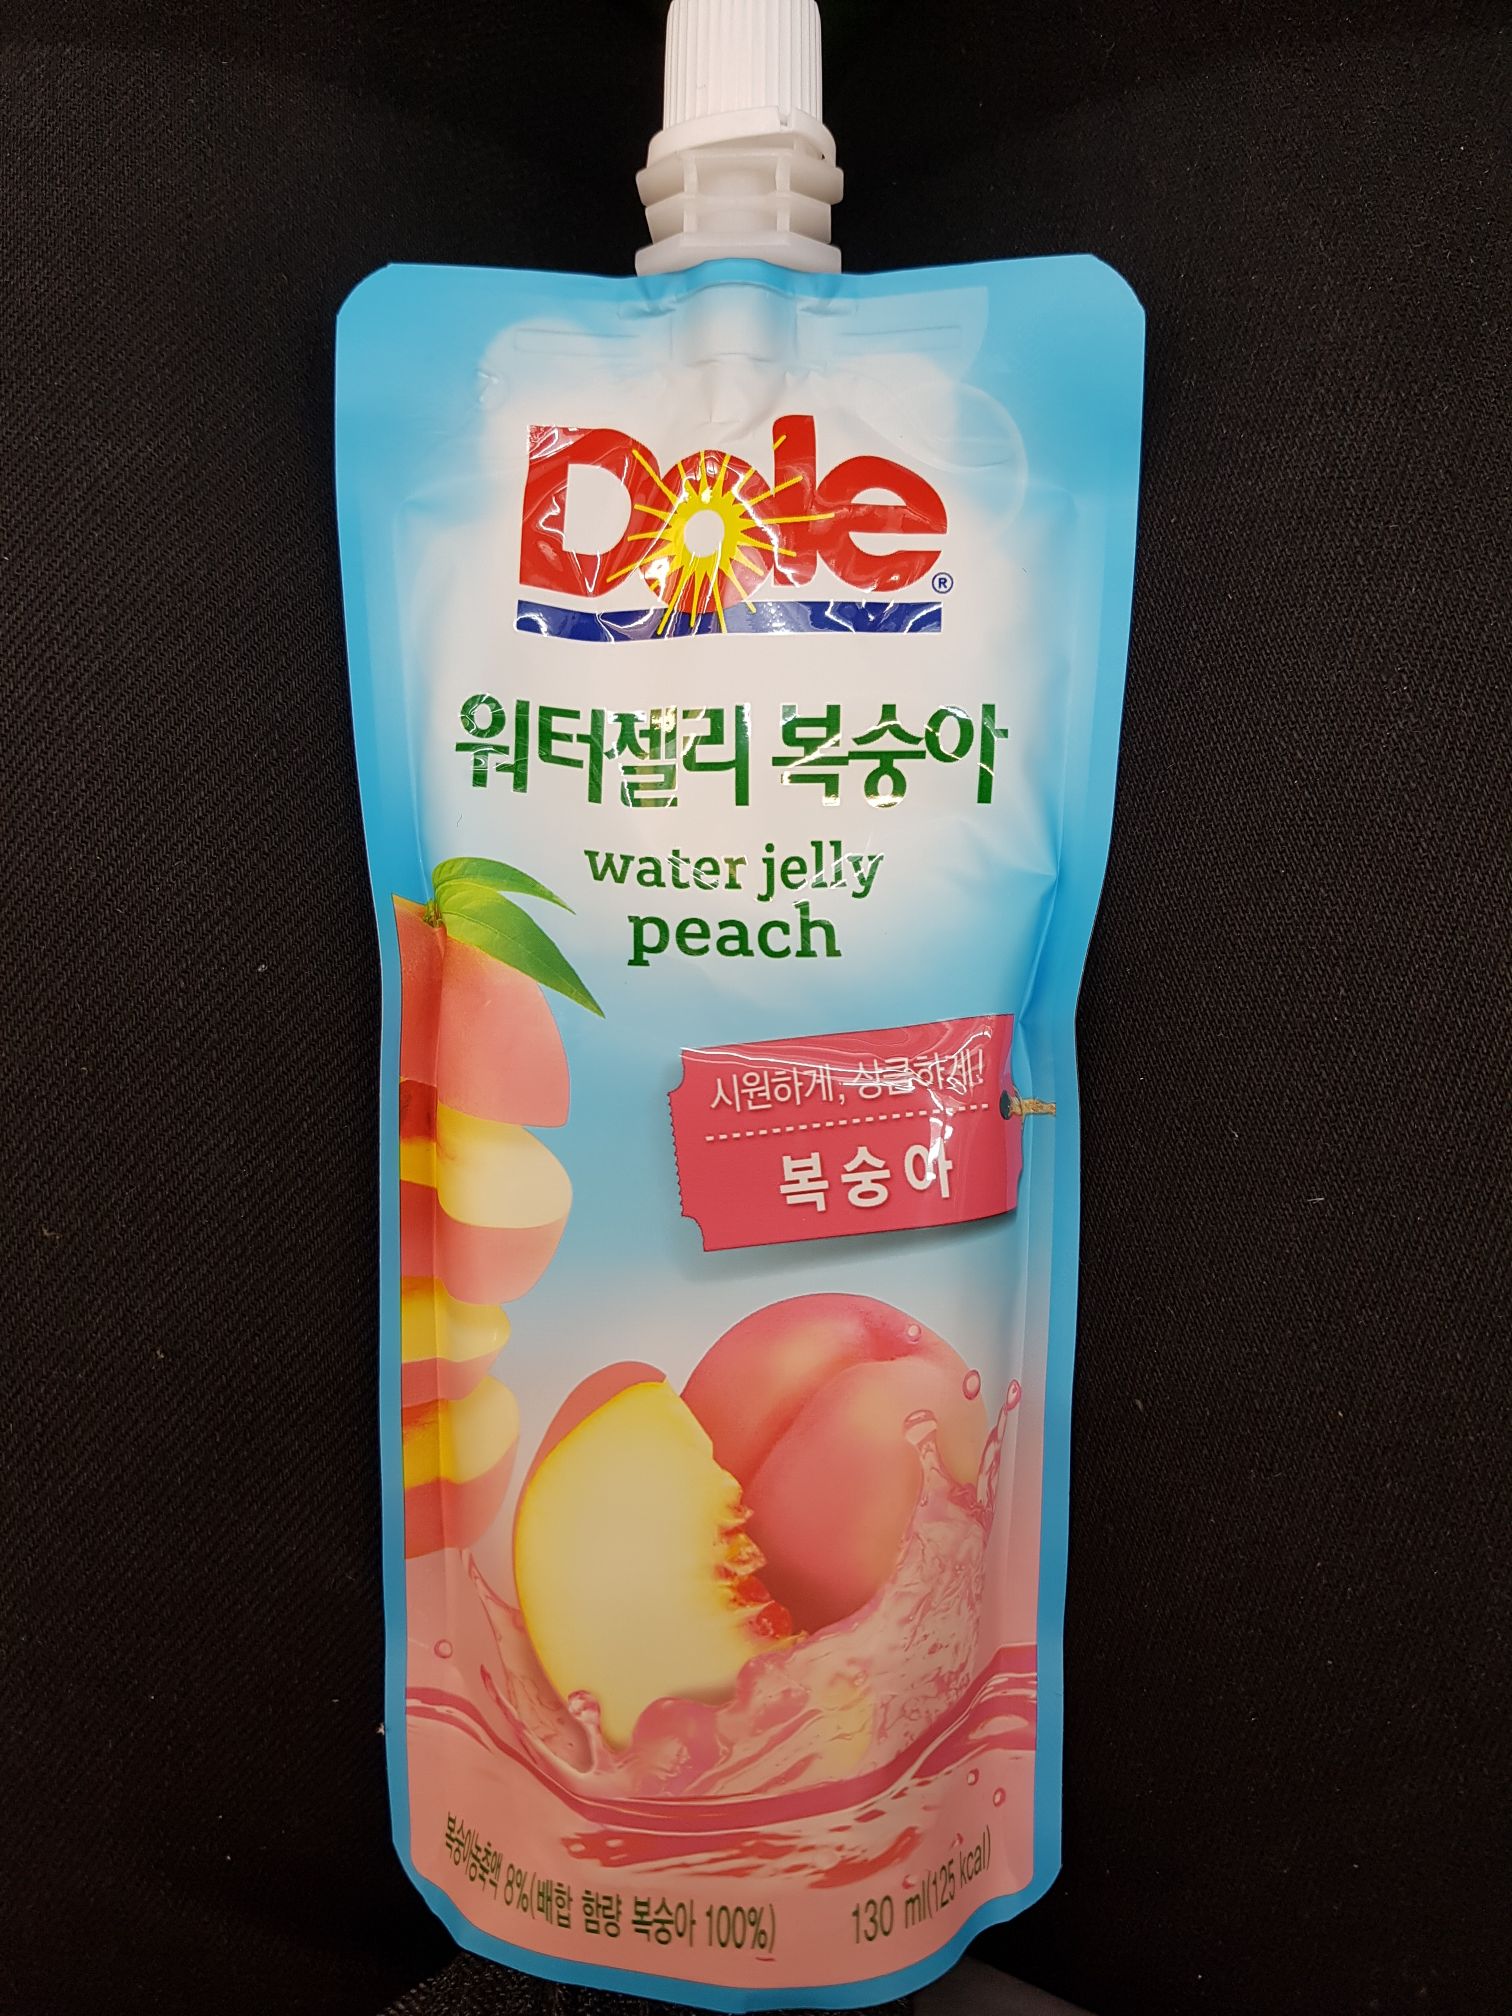 Dole®
워터젤리 복숭아
water jelly
peach
시원하게, 상큼하게!
복숭아
복숭아농축액 8%(배합 함량 복숭아 100%)
130 ml(125 kcal)